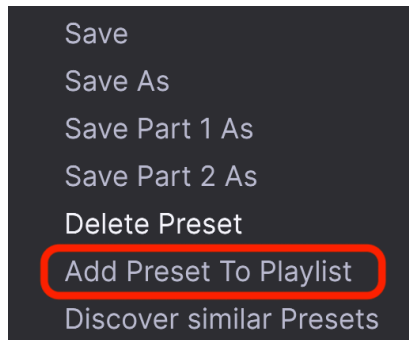 Save
Save As
Save Part 1 As
Save Part 2 As
Delete Preset
Add Preset To Playlist
Discover similar Presets